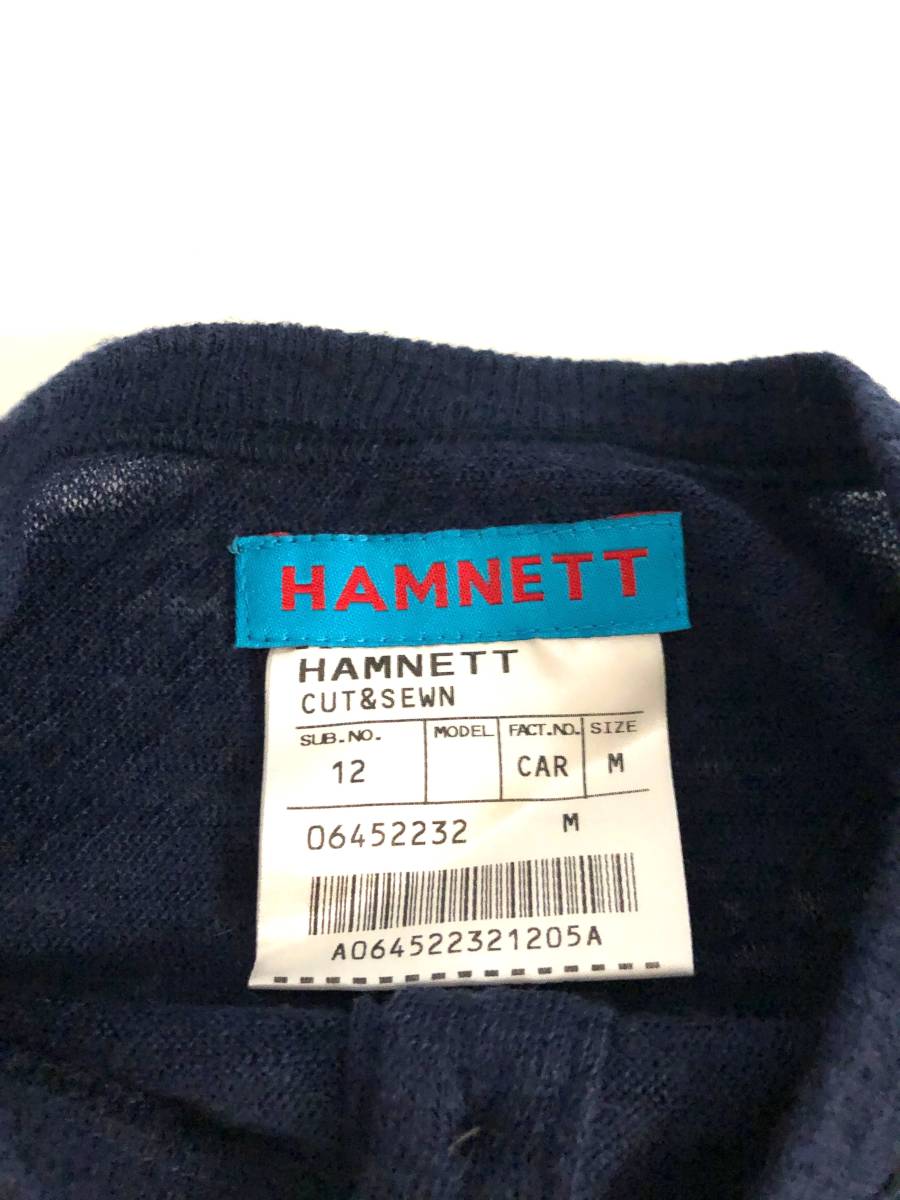 HAMNETT
HAMNETT
CUT&SEWN
SUB.NO. MODEL FACT.NO. SIZE
12 CAR M
06452232 M
A064522321205A